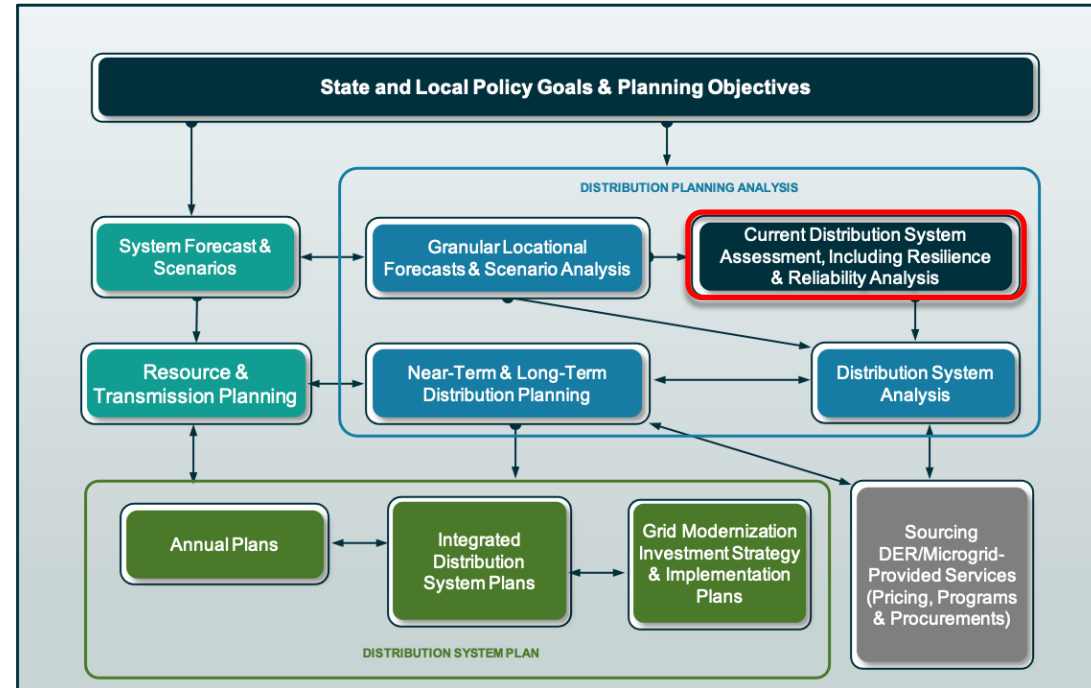 State and Local Policy Goals & Planning Objectives
DISTRIBUTION PLANNING ANALYSIS
System Forecast &
Scenarios
Granular Locational
Forecasts & Scenario Analysis
Current Distribution System
Assessment, Including Resilience
& Reliability Analysis
Resource &
Transmission Planning
Near-Term & Long-Term
Distribution Planning
Distribution System
Analysis
Annual Plans
Integrated
Distribution
System Plans
Grid Modernization
Investment Strategy
& Implementation
Plans
Sourcing
DER/Microgrid-
Provided Services
(Pricing, Programs
& Procurements)
DISTRIBUTION SYSTEM PLAN